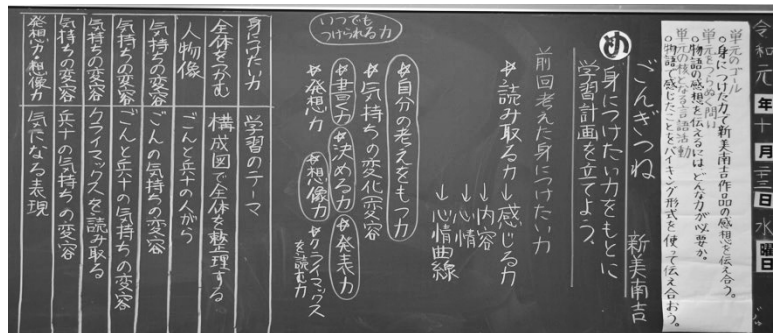 令和元年十月二十三日水曜日
単元のゴール
○身につけた力で新美南吉作品の感想を伝え合う。
単元をつらぬく問い
○物語の感想を伝えるにはどんな力が必要か。
単元の核となる言語活動
○物語で感じたことをバイキング形式を使って伝え合おう。
ごんぎつね 新美南吉
め 身につけたい力をもとに
学習計画を立てよう。
前回考えた身につけたい力
☆読み取る力→感じる力
→内容
→心情
→心情曲線
☆自分の考えをもつ力
☆気持ちの変化(変容
☆書く力 ☆決める力 ☆発表力
☆発想力 ☆想像力 ☆クライマックス
を読む力
いつでも
つけられる力
身につけたい力 学習のテーマ
全体をつかむ 構成図で全体を整理する
人物像 ごんと兵十の人がら
気持ちの変容 ごんの気持ちの変容
気持ちの変容 ごんと兵十の気持ちの変容
気持ちの変容 クライマックスを読み取る
気持ちの変容 兵十の気持ちの変容
発想力・想像力 気になる表現